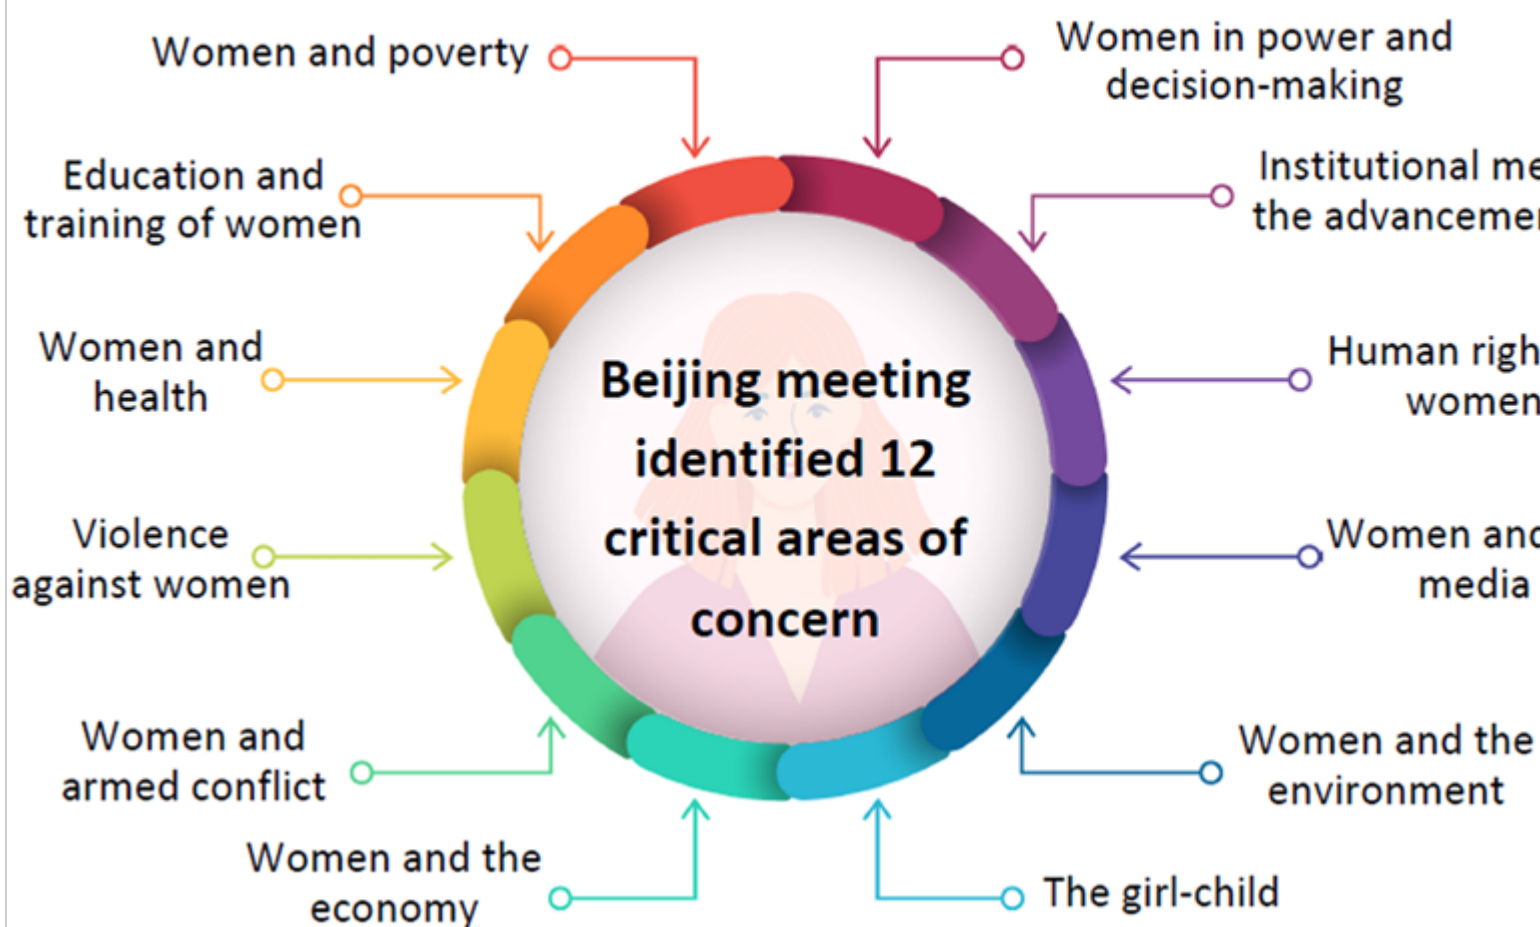 Women and poverty
Women in power and
decision-making
Education and
training of women
Institutional
the advancemen
Women and
health
Human righ
women
Beijing meeting
identified 12
critical areas of
concern
Violence
against women
Women and
media
Women and
armed conflict
Women and the
environment
Women and the
economy
The girl-child